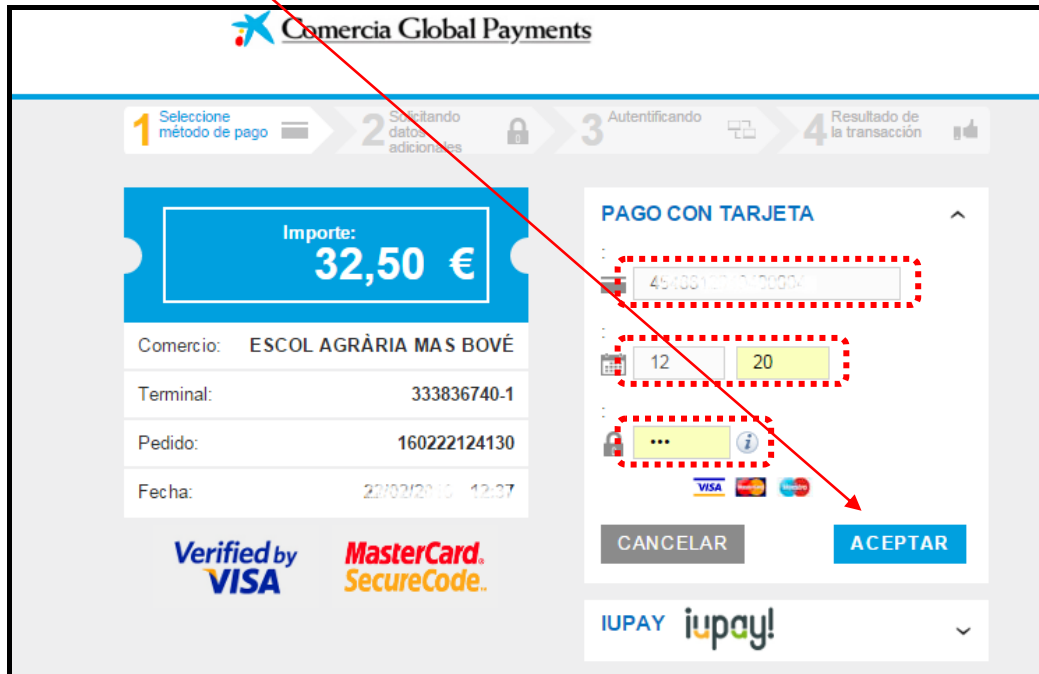 Comercia Global Payments
1 Seleccione método de pago
2 Solicitando datos adicionales
3 Autentificando
4 Resultado de la transacción
Importe:
32,50 €
Comercio: ESCOL AGRÀRIA MAS BOVÉ
Terminal: 333836740-1
Pedido: 160222124130
Fecha:
Verified by VISA
MasterCard. SecureCode.
PAGO CON TARJETA
:
:
12 20
:
•••
i
VISA MasterCard Maestro
CANCELAR ACEPTAR
IUPAY iupay!